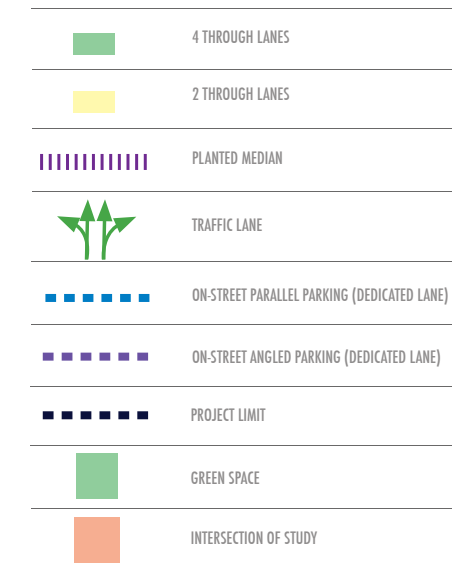 4 THROUGH LANES
2 THROUGH LANES
PLANTED MEDIAN
TRAFFIC LANE
ON-STREET PARALLEL PARKING (DEDICATED LANE)
ON-STREET ANGLED PARKING (DEDICATED LANE)
PROJECT LIMIT
GREEN SPACE
INTERSECTION OF STUDY